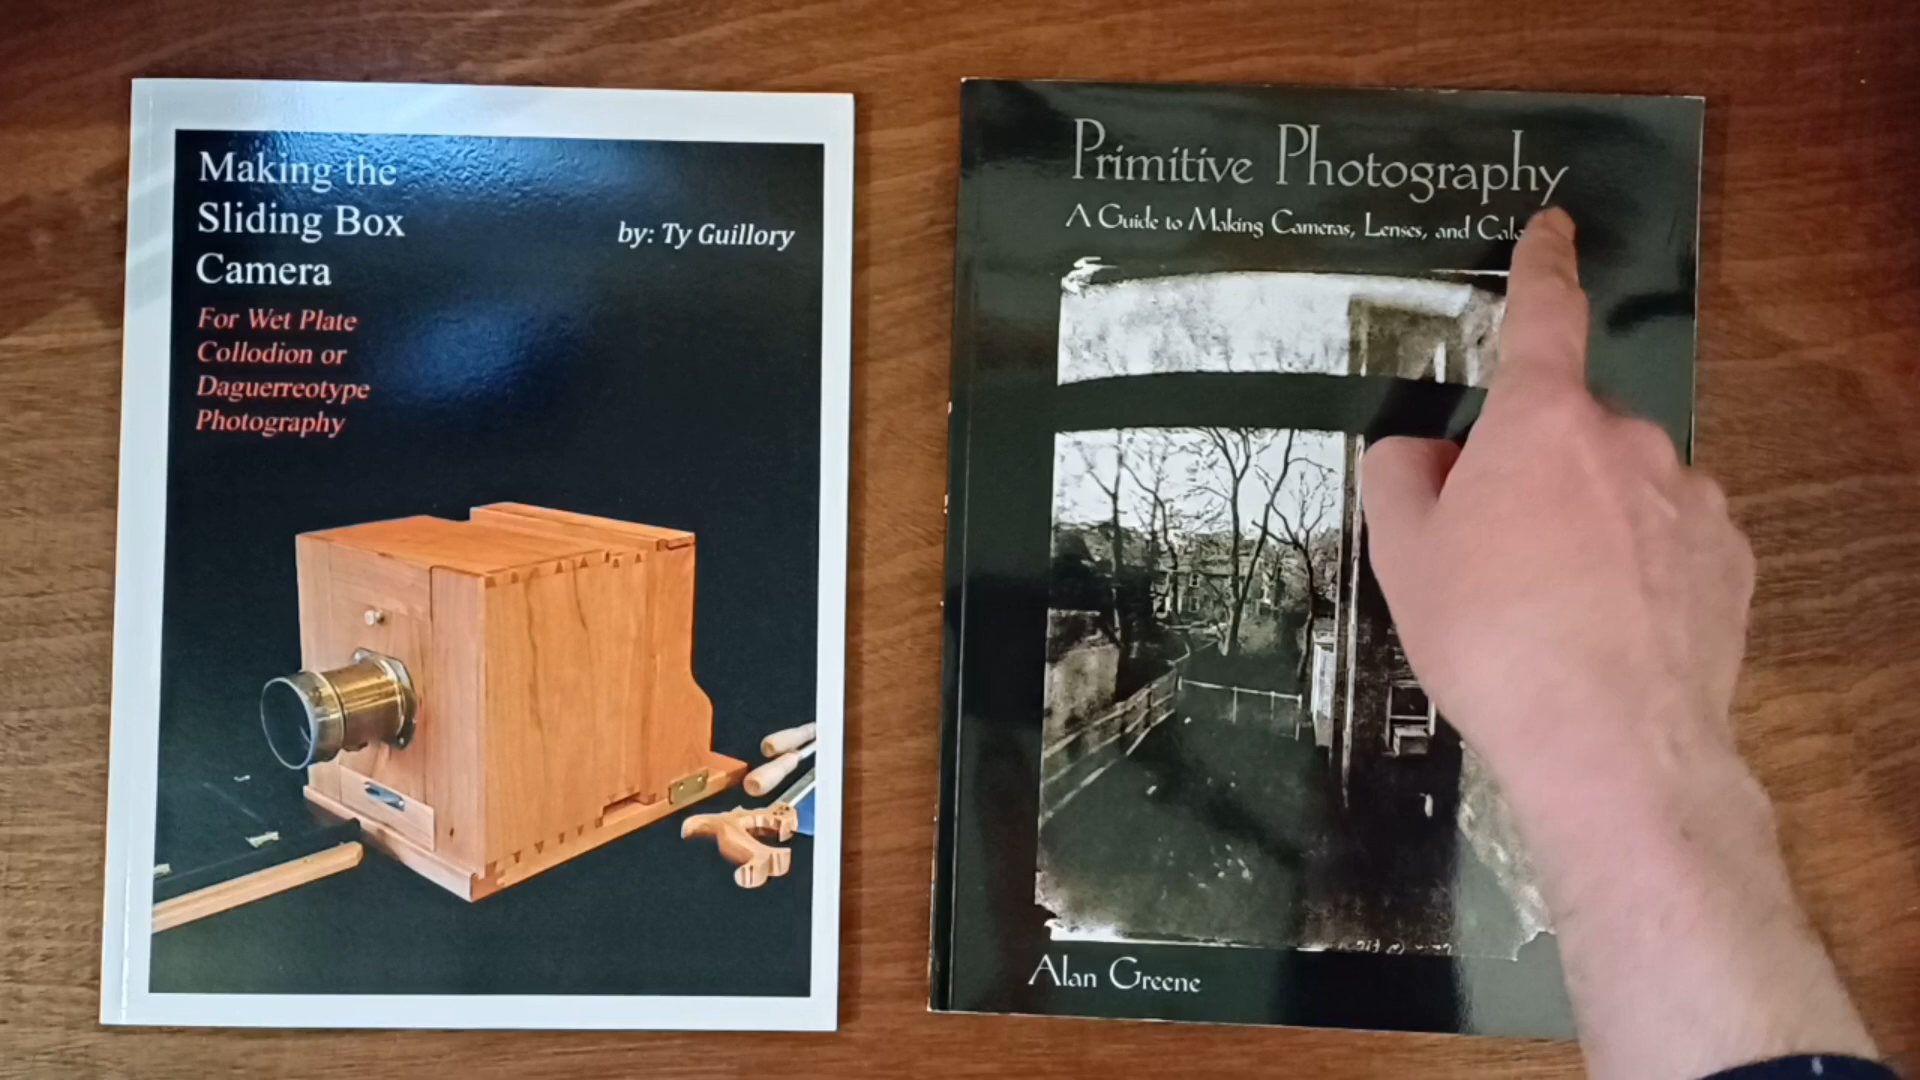 Making the
Sliding Box
Camera
by: Ty Guillory
For Wet Plate
Collodion or
Daguerreotype
Photography
Primitive Photography
A Guide to Making Cameras, Lenses, and
Alan Greene